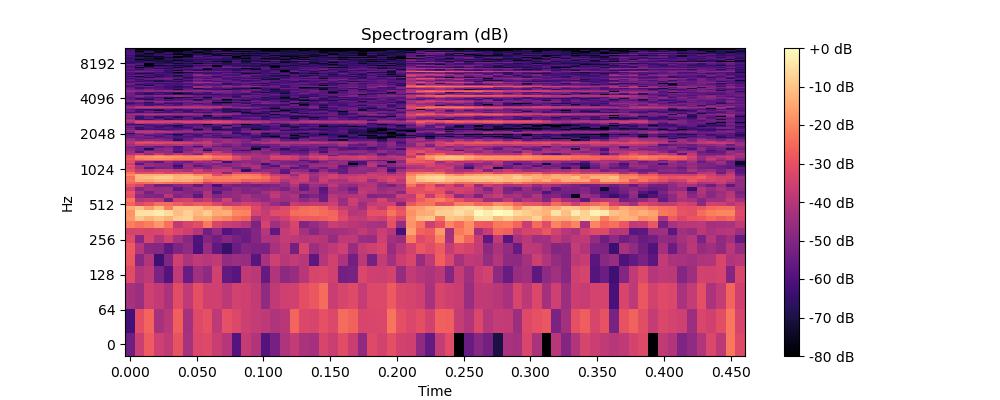 Spectrogram (dB)
Hz
8192
4096
2048
1024
512
256
128
64
0
0.000 0.050 0.100 0.150 0.200 0.250 0.300 0.350 0.400 0.450
Time
+0 dB
-10 dB
-20 dB
-30 dB
-40 dB
-50 dB
-60 dB
-70 dB
-80 dB